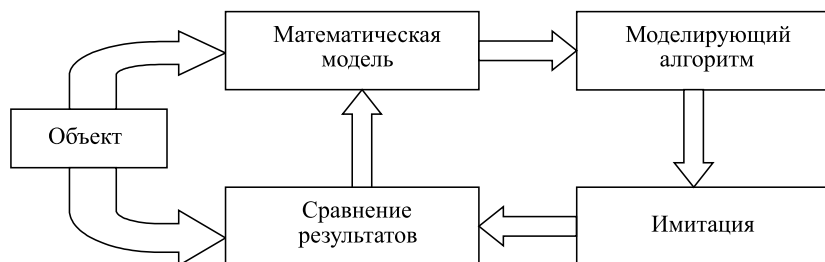 Математическая
модель
Моделирующий
алгоритм
Объект
Сравнение
результатов
Имитация